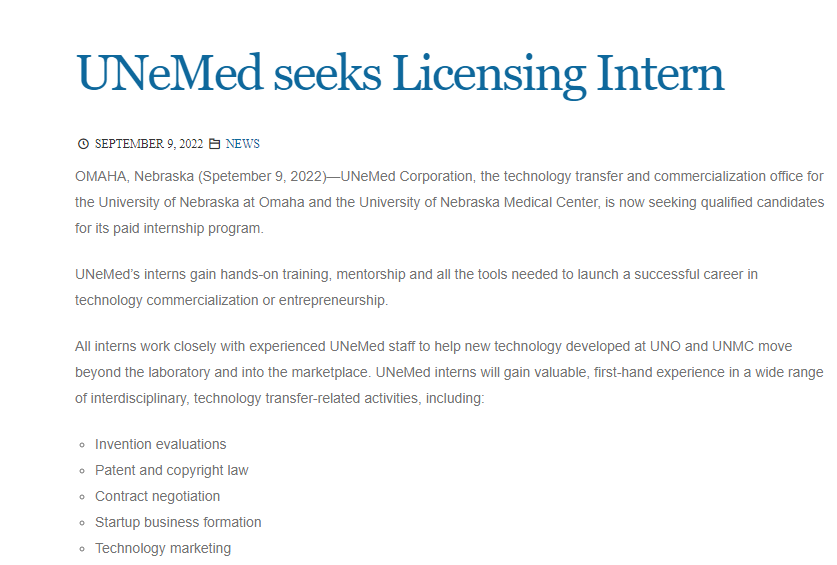 UNeMed seeks Licensing Intern
SEPTEMBER 9, 2022 NEWS
OMAHA, Nebraska (Spetember 9, 2022)—UNeMed Corporation, the technology transfer and commercialization office for
the University of Nebraska at Omaha and the University of Nebraska Medical Center, is now seeking qualified candidates
for its paid internship program.
UNeMed’s interns gain hands-on training, mentorship and all the tools needed to launch a successful career in
technology commercialization or entrepreneurship.
All interns work closely with experienced UNeMed staff to help new technology developed at UNO and UNMC move
beyond the laboratory and into the marketplace. UNeMed interns will gain valuable, first-hand experience in a wide range
of interdisciplinary, technology transfer-related activities, including:
Invention evaluations
Patent and copyright law
Contract negotiation
Startup business formation
Technology marketing